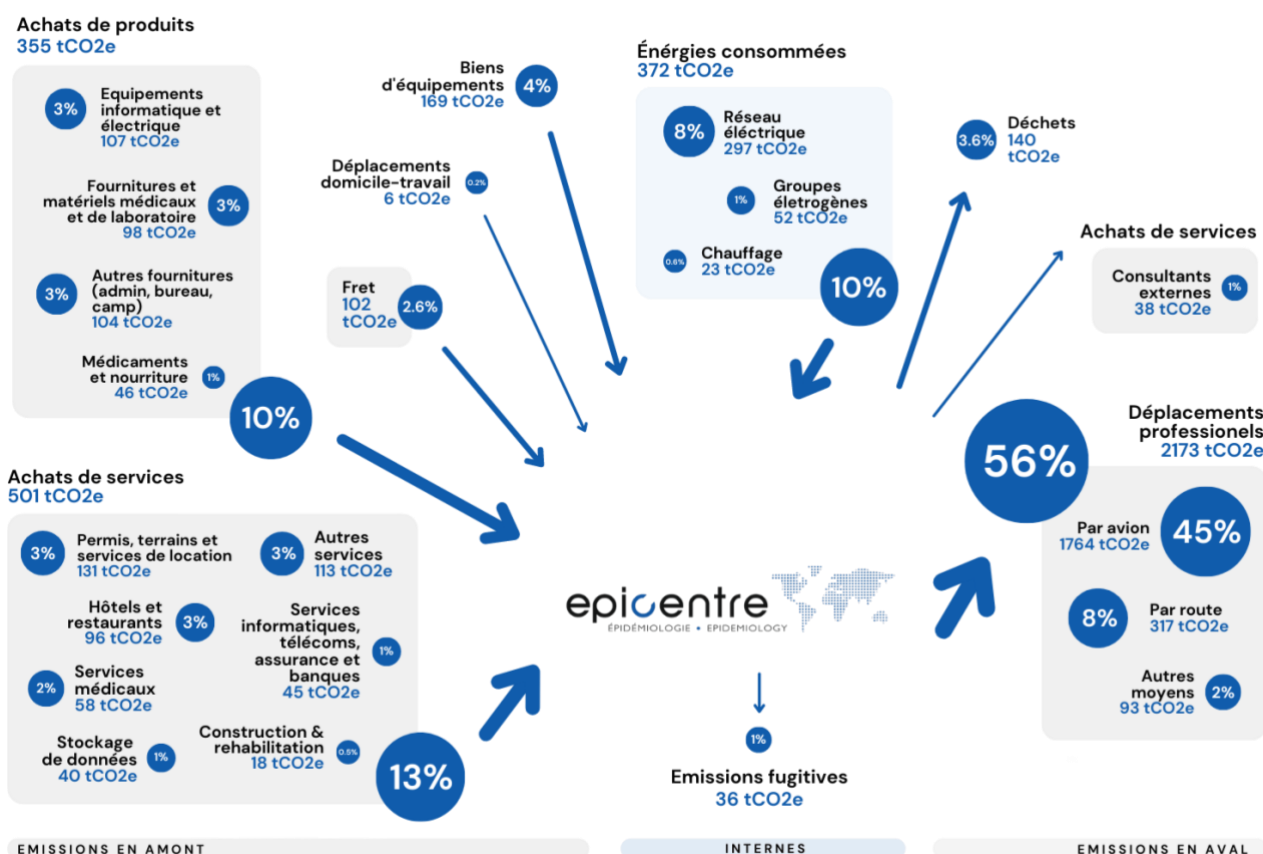 Achats de produits
355 tCO2e
3%
Equipements
informatique et
électrique
107 tCO2e
Fournitures et
matériels médicaux
et de laboratoire
98 tCO2e
3%
3%
Autres fournitures
(admin, bureau,
camp)
104 tCO2e
Médicaments
et nourriture
46 tCO2e
1%
10%
Biens
d'équipements
169 tCO2e
4%
Déplacements
domicile-travail
6 tCO2e
0.2%
Fret
102
tCO2e
2.6%
Énérgies consommées
372 tCO2e
8%
Réseau
éléctrique
297 tCO2e
1%
Groupes
életrogènes
52 tCO2e
0.6%
Chauffage
23 tCO2e
10%
3.6%
Déchets
140
tCO2e
Achats de services
Consultants
externes
38 tCO2e
1%
Achats de services
501 tCO2e
3%
Permis, terrains et
services de location
131 tCO2e
3%
Autres
services
113 tCO2e
Hôtels et
restaurants
96 tCO2e
3%
Services
informatiques,
télécoms,
assurance et
banques
45 tCO2e
1%
2%
Services
médicaux
58 tCO2e
Stockage
de données
40 tCO2e
1%
Construction &
rehabilitation
18 tCO2e
0.5%
13%
epicentre
ÉPIDÉMIOLOGIE • EPIDEMIOLOGY
1%
Emissions fugitives
36 tCO2e
56%
Déplacements
professionels
2173 tCO2e
Par avion
1764 tCO2e
45%
8%
Par route
317 tCO2e
Autres
moyens
93 tCO2e
2%
EMISSIONS EN AMONT
INTERNES
EMISSIONS EN AVAL